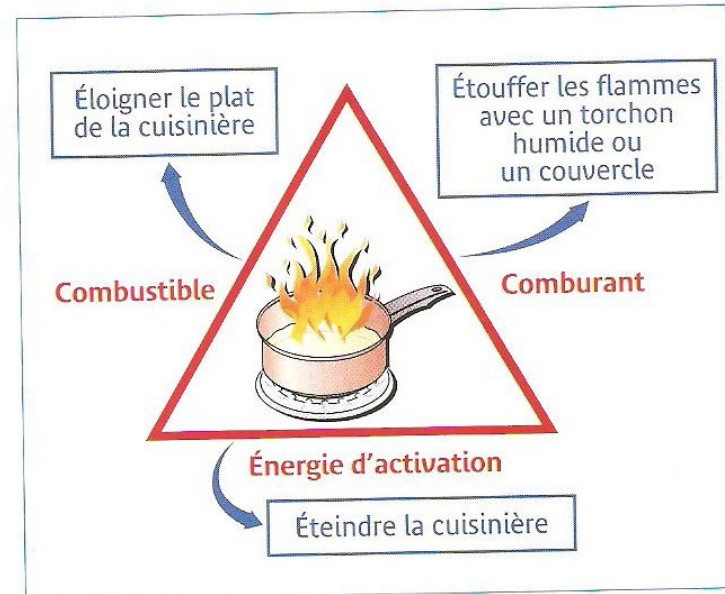 Éloigner le plat
de la cuisinière
Étouffer les flammes
avec un torchon
humide ou
un couvercle
Combustible
Comburant
Énergie d'activation
Éteindre la cuisinière